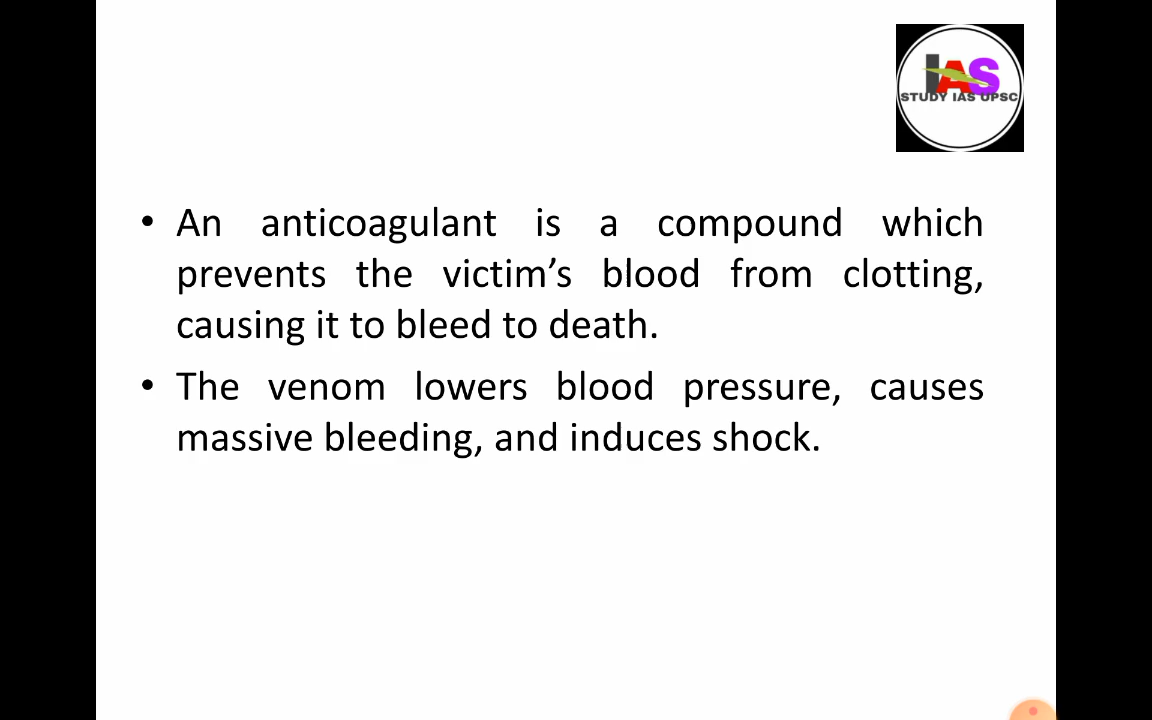 IAS
STUDY IAS UPSC
• An anticoagulant is a compound which
prevents the victim’s blood from clotting,
causing it to bleed to death.
• The venom lowers blood pressure, causes
massive bleeding, and induces shock.